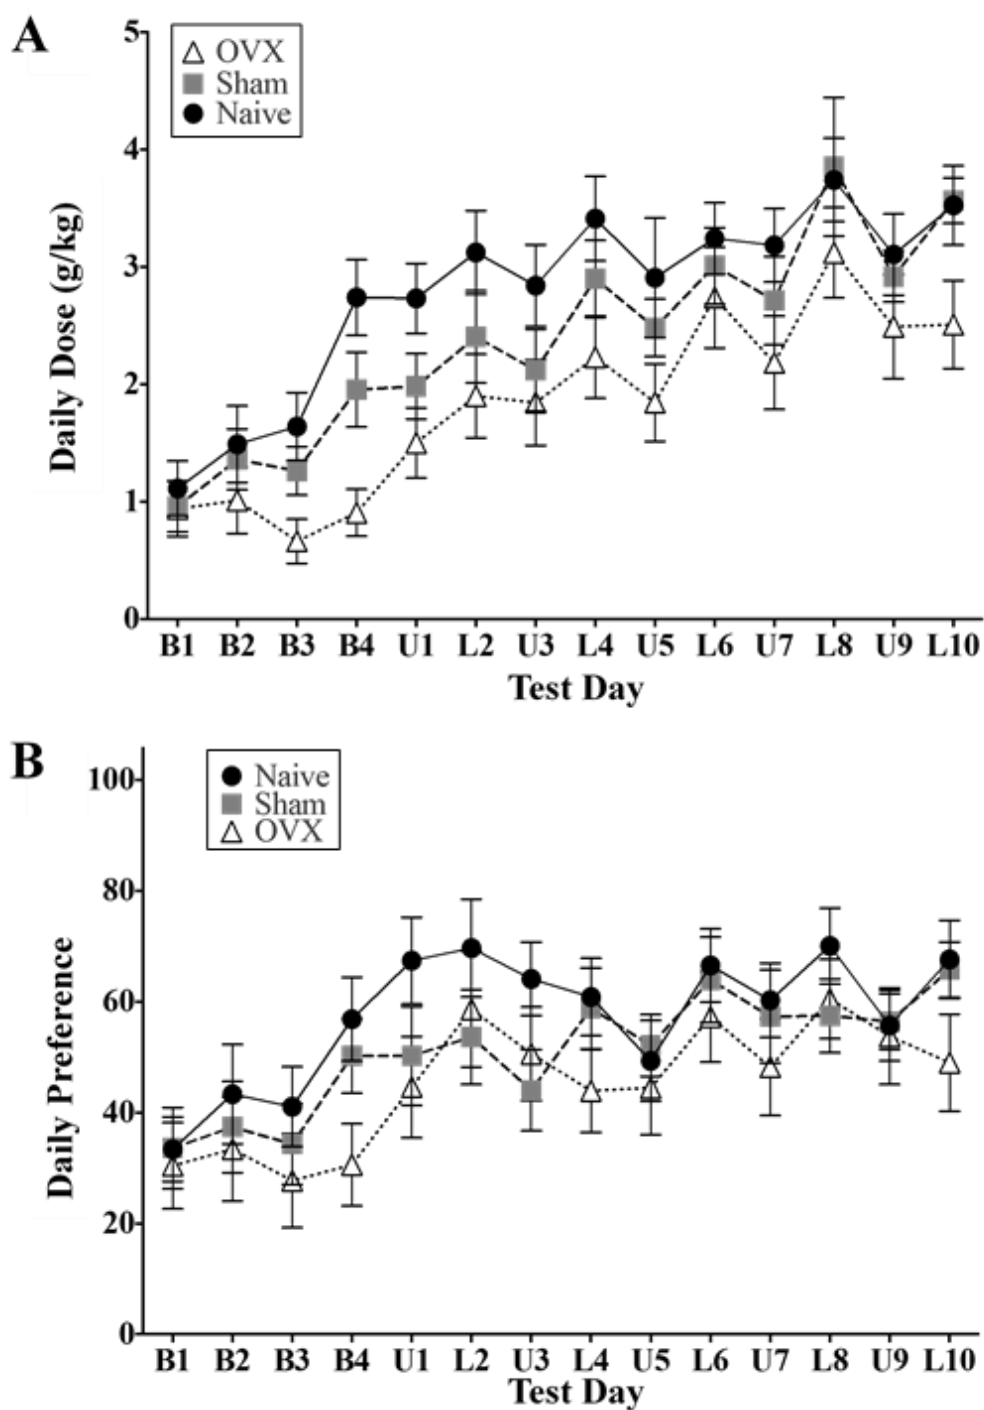 A
OVX
Sham
Naive
Daily Dose (g/kg)
5
4
3
2
1
0
B1 B2 B3 B4 U1 L2 U3 L4 U5 L6 U7 L8 U9 L10
Test Day
B
Naive
Sham
OVX
Daily Preference
100
80
60
40
20
0
B1 B2 B3 B4 U1 L2 U3 L4 U5 L6 U7 L8 U9 L10
Test Day